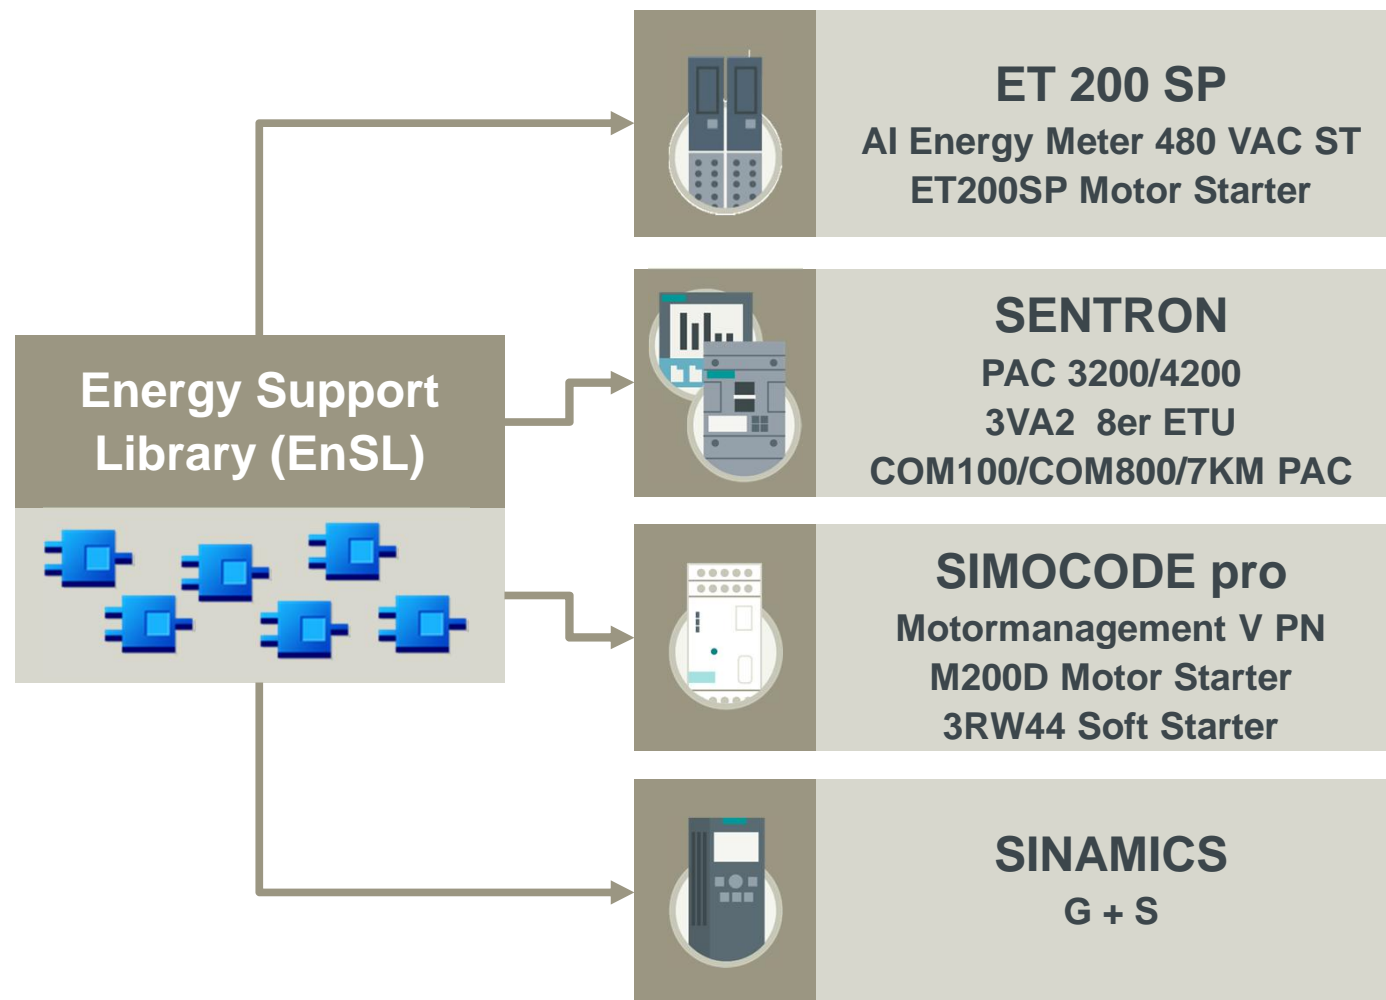 Energy Support
Library (EnSL)
ET 200 SP
AI Energy Meter 480 VAC ST
ET200SP Motor Starter
SENTRON
PAC 3200/4200
3VA2  8er ETU
COM100/COM800/7KM PAC
SIMOCODE pro
Motormanagement V PN
M200D Motor Starter
3RW44 Soft Starter
SINAMICS
G + S